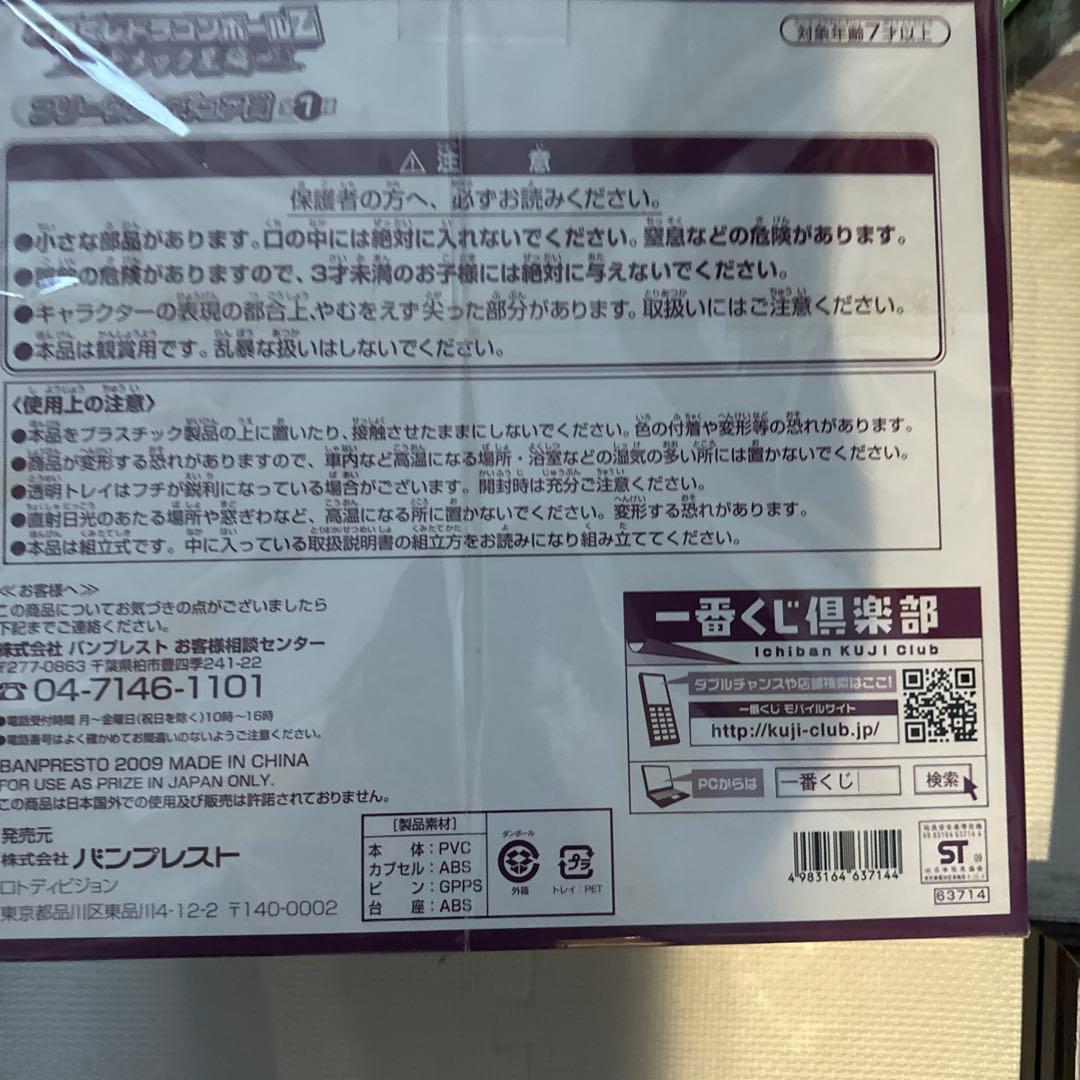 ドラゴンボールZ
対象年齢7才以上
全1種
⚠注意
保護者の方へ、必ずお読みください。
●小さな部品があります。口の中には絶対に入れないでください。窒息などの危険があります。
の危険がありますので、3才未満のお子様には絶対に与えないでください。
●キャラクターの表現の都合上、やむをえず尖った部分があります。取扱いにはご注意ください。
●本品は観賞用です。乱暴な扱いはしないでください。
〈使用上の注意〉
●本品をプラスチック製品の上に置いたり、接触させたままにしないでください。色の付着や変形等の恐れがあります。
●商品が変形する恐れがありますので、車内など高温になる場所・浴室などの湿気の多い所には置かないでください。
●透明トレイはフチが鋭利になっている場合がございます。開封時は充分ご注意ください。
●直射日光のあたる場所や窓ぎわなど、高温になる所に置かないでください。変形する恐れがあります。
●本品は組立式です。中に入っている取扱説明書の組立方をお読みになり組み立ててください。
≪お客様へ≫
この商品についてお気づきの点がございましたら
下記までご連絡ください。
株式会社 バンプレスト お客様相談センター
〒277-0863 千葉県柏市豊四季241-22
☎04-7146-1101
●電話受付時間 月〜金曜日(祝日を除く)10時〜16時
●電話番号はよく確かめてお間違いのないようご注意ください。
BANPRESTO 2009 MADE IN CHINA
FOR USE AS PRIZE IN JAPAN ONLY.
この商品は日本国外での使用及び販売は許諾されておりません。
発売元
株式会社 バンプレスト
ロトディビジョン
東京都品川区東品川4-12-2 〒140-0002
[製品素材]
本体:PVC
カプセル:ABS
ピン:GPPS
台座:ABS
ダンボール
外箱
プラ
トレイ:PET
一番くじ倶楽部
Ichiban KUJI Club
ダブルチャンスや店舗検索はここ!
一番くじ モバイルサイト
http://kuji-club.jp/
PCからは
一番くじ
検索
4983164637144
ST
09
63714